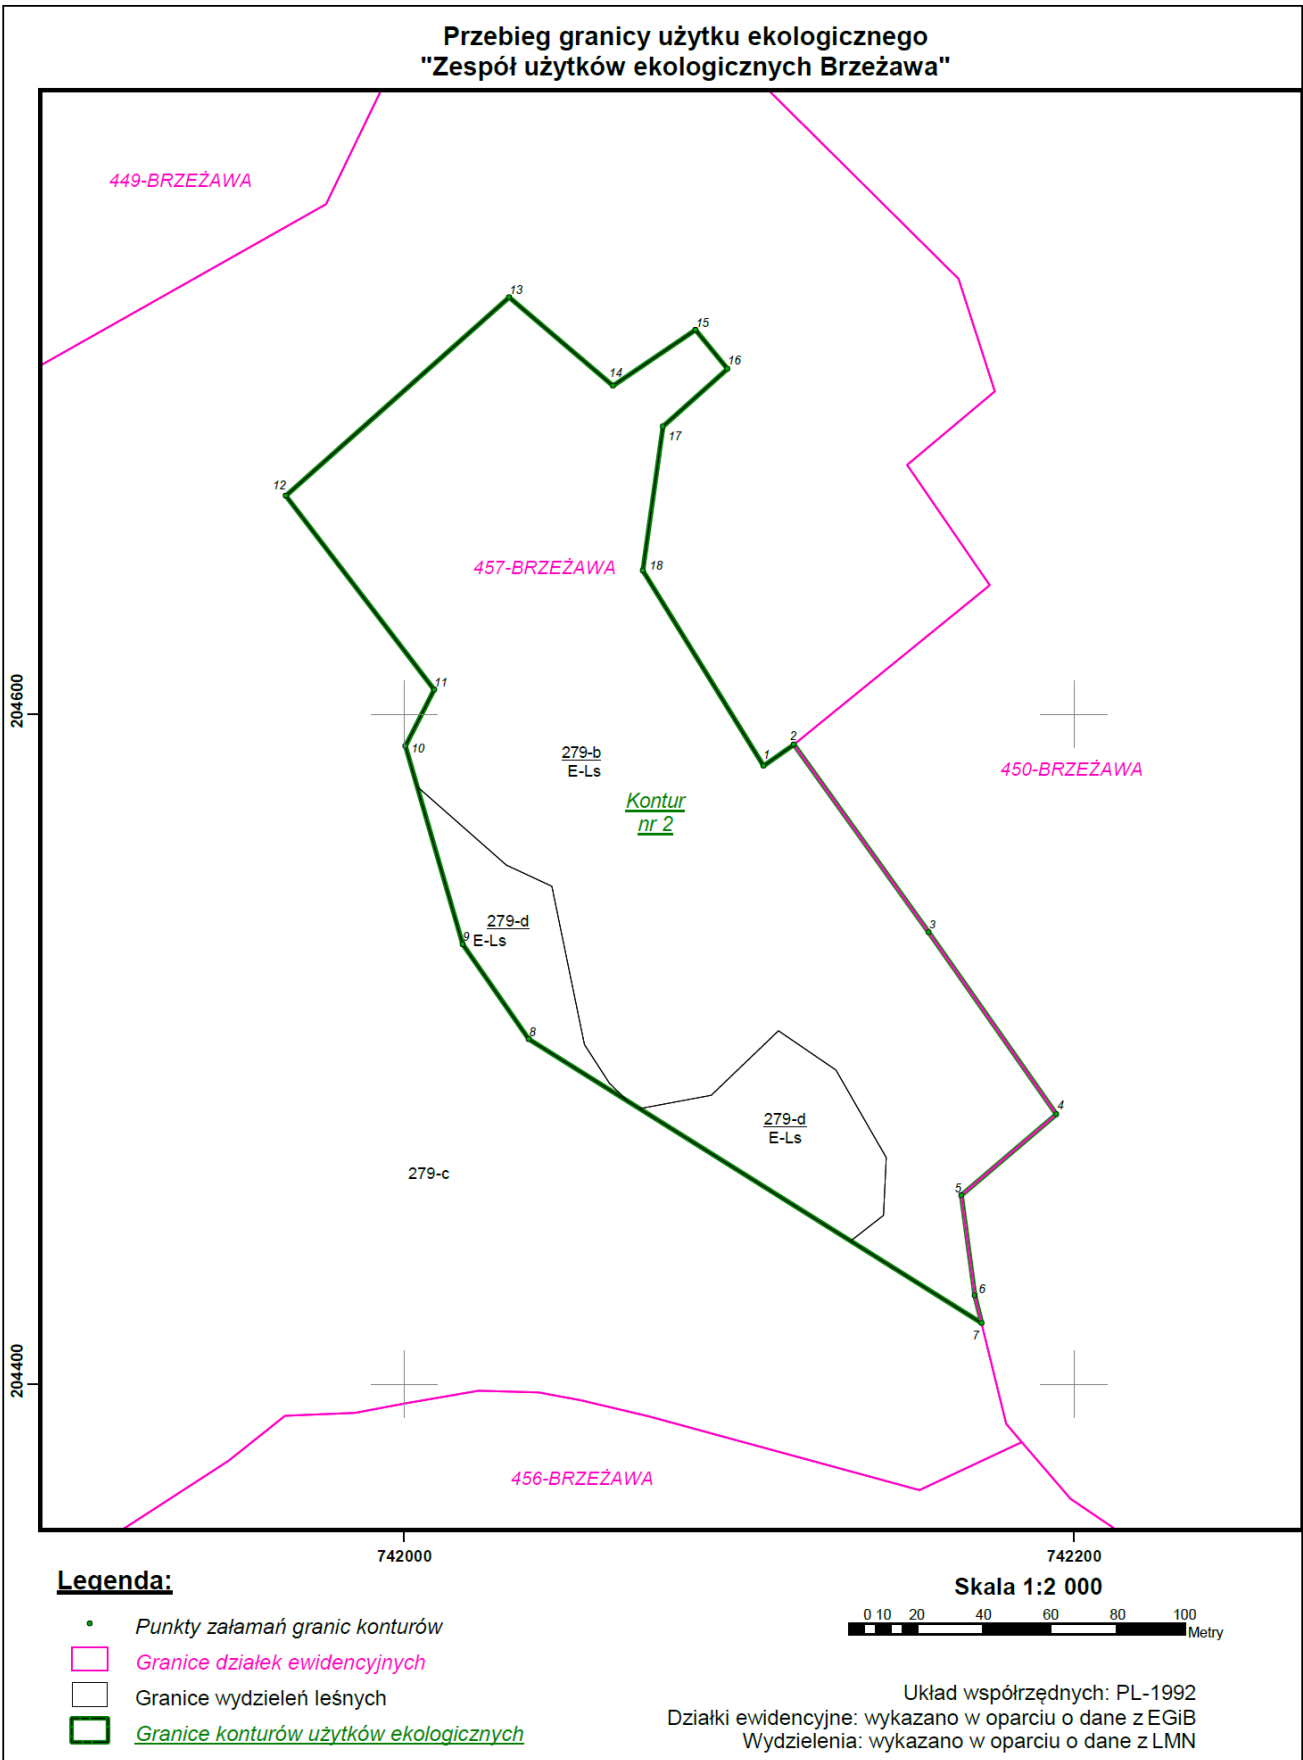 Przebieg granicy użytku ekologicznego
"Zespół użytków ekologicznych Brzeżawa"
449-BRZEŻAWA
13
15
14
16
17
12
457-BRZEŻAWA
18
11
204600
10
1
2
279-b
E-Ls
450-BRZEŻAWA
Kontur
nr 2
279-d
E-Ls
9
3
8
4
279-d
E-Ls
279-c
5
6
7
204400
456-BRZEŻAWA
742000
742200
Legenda:
Punkty załamań granic konturów
Granice działek ewidencyjnych
Granice wydzieleń leśnych
Granice konturów użytków ekologicznych
Skala 1:2 000
0 10 20 40 60 80 100
Metry
Układ współrzędnych: PL-1992
Działki ewidencyjne: wykazano w oparciu o dane z EGiB
Wydzielenia: wykazano w oparciu o dane z LMN